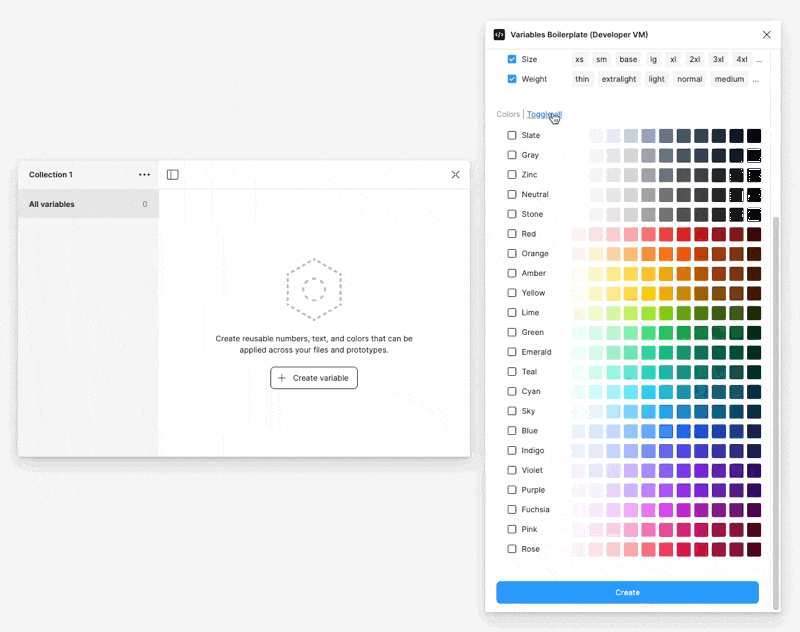 Collection 1
All variables 0
Create reusable numbers, text, and colors that can be
applied across your files and prototypes.
Create variable
Variables Boilerplate (Developer VM)
Size xs sm base lg xl 2xl 3xl 4xl ...
Weight thin extralight light normal medium ...
Colors | Toggle all
Slate
Gray
Zinc
Neutral
Stone
Red
Orange
Amber
Yellow
Lime
Green
Emerald
Teal
Cyan
Sky
Blue
Indigo
Violet
Purple
Fuchsia
Pink
Rose
Create